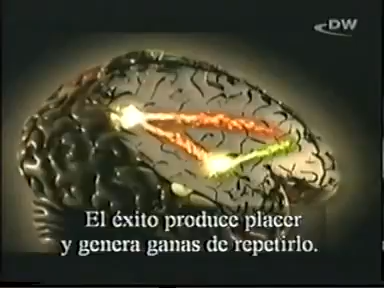 DW
El éxito produce placer
y genera ganas de repetirlo.